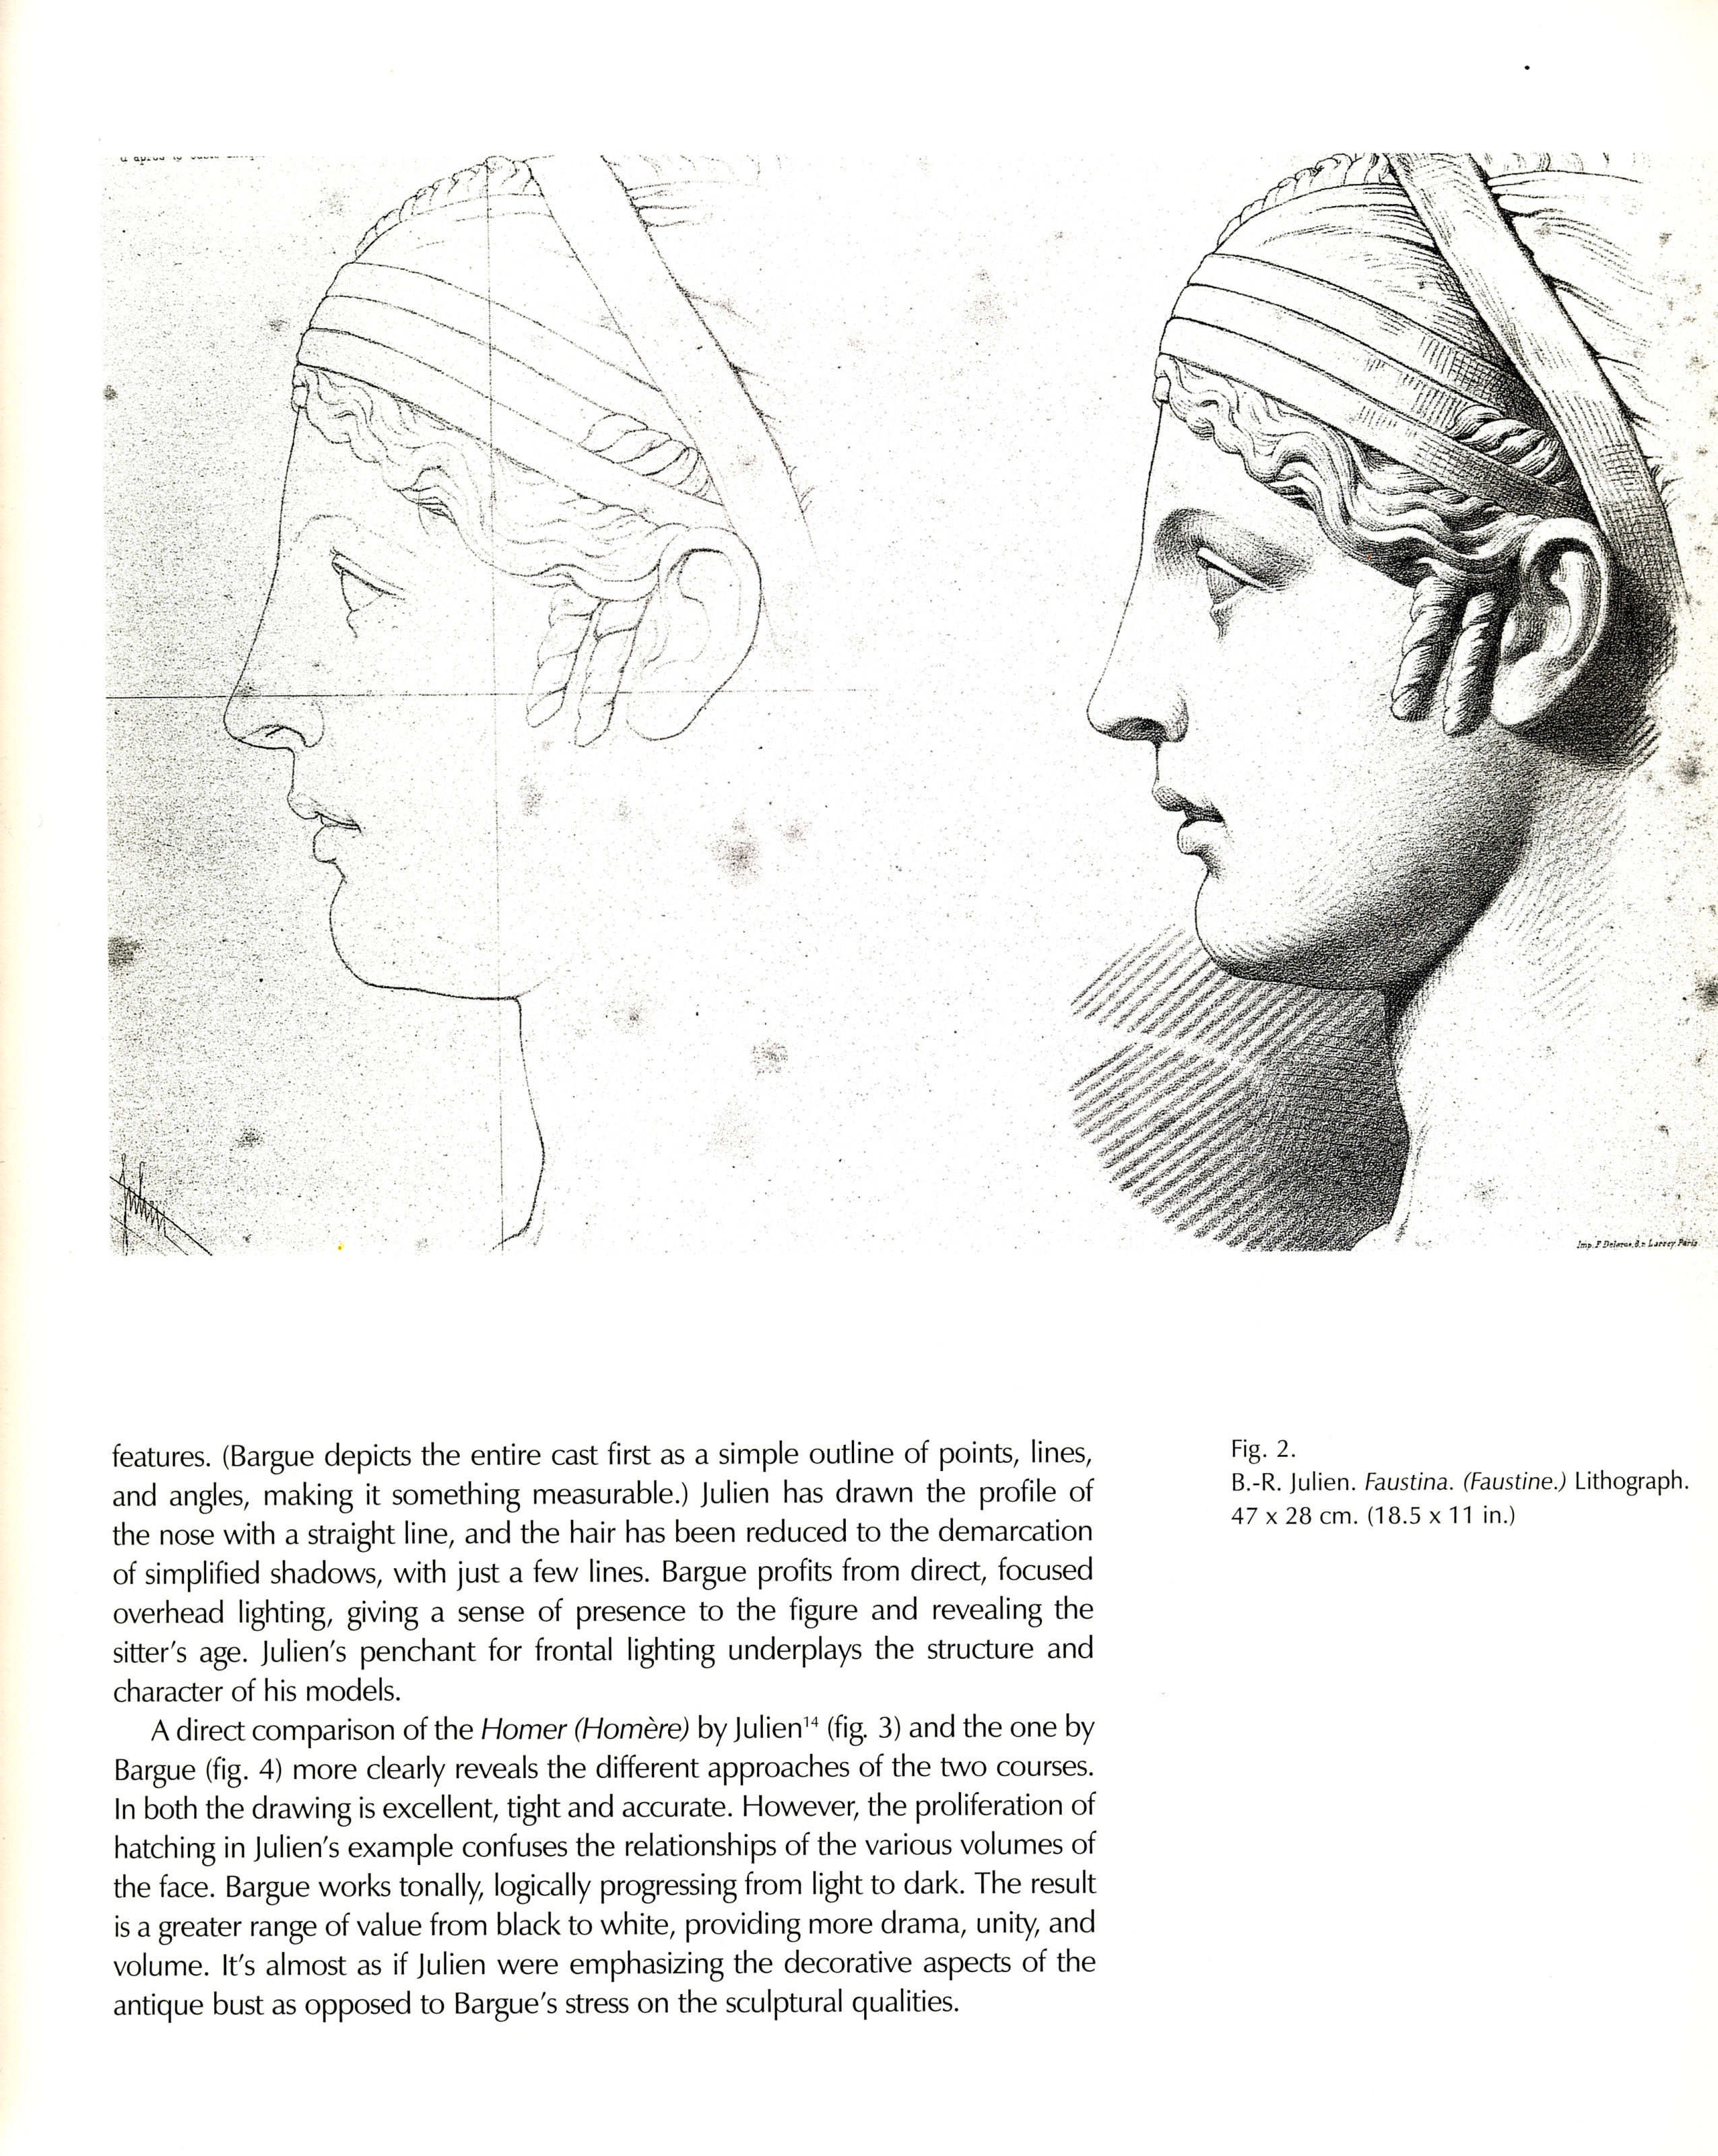 features. (Bargue depicts the entire cast first as a simple outline of points, lines,
and angles, making it something measurable.) Julien has drawn the profile of
the nose with a straight line, and the hair has been reduced to the demarcation
of simplified shadows, with just a few lines. Bargue profits from direct, focused
overhead lighting, giving a sense of presence to the figure and revealing the
sitter's age. Julien's penchant for frontal lighting underplays the structure and
character of his models.
A direct comparison of the Homer (Homère) by Julien¹⁴ (fig. 3) and the one by
Bargue (fig. 4) more clearly reveals the different approaches of the two courses.
In both the drawing is excellent, tight and accurate. However, the proliferation of
hatching in Julien's example confuses the relationships of the various volumes of
the face. Bargue works tonally, logically progressing from light to dark. The result
is a greater range of value from black to white, providing more drama, unity, and
volume. It's almost as if Julien were emphasizing the decorative aspects of the
antique bust as opposed to Bargue's stress on the sculptural qualities.
Fig. 2.
B.-R. Julien. Faustina. (Faustine.) Lithograph.
47 x 28 cm. (18.5 x 11 in.)
Julien
Imp. F Delarue, Paris